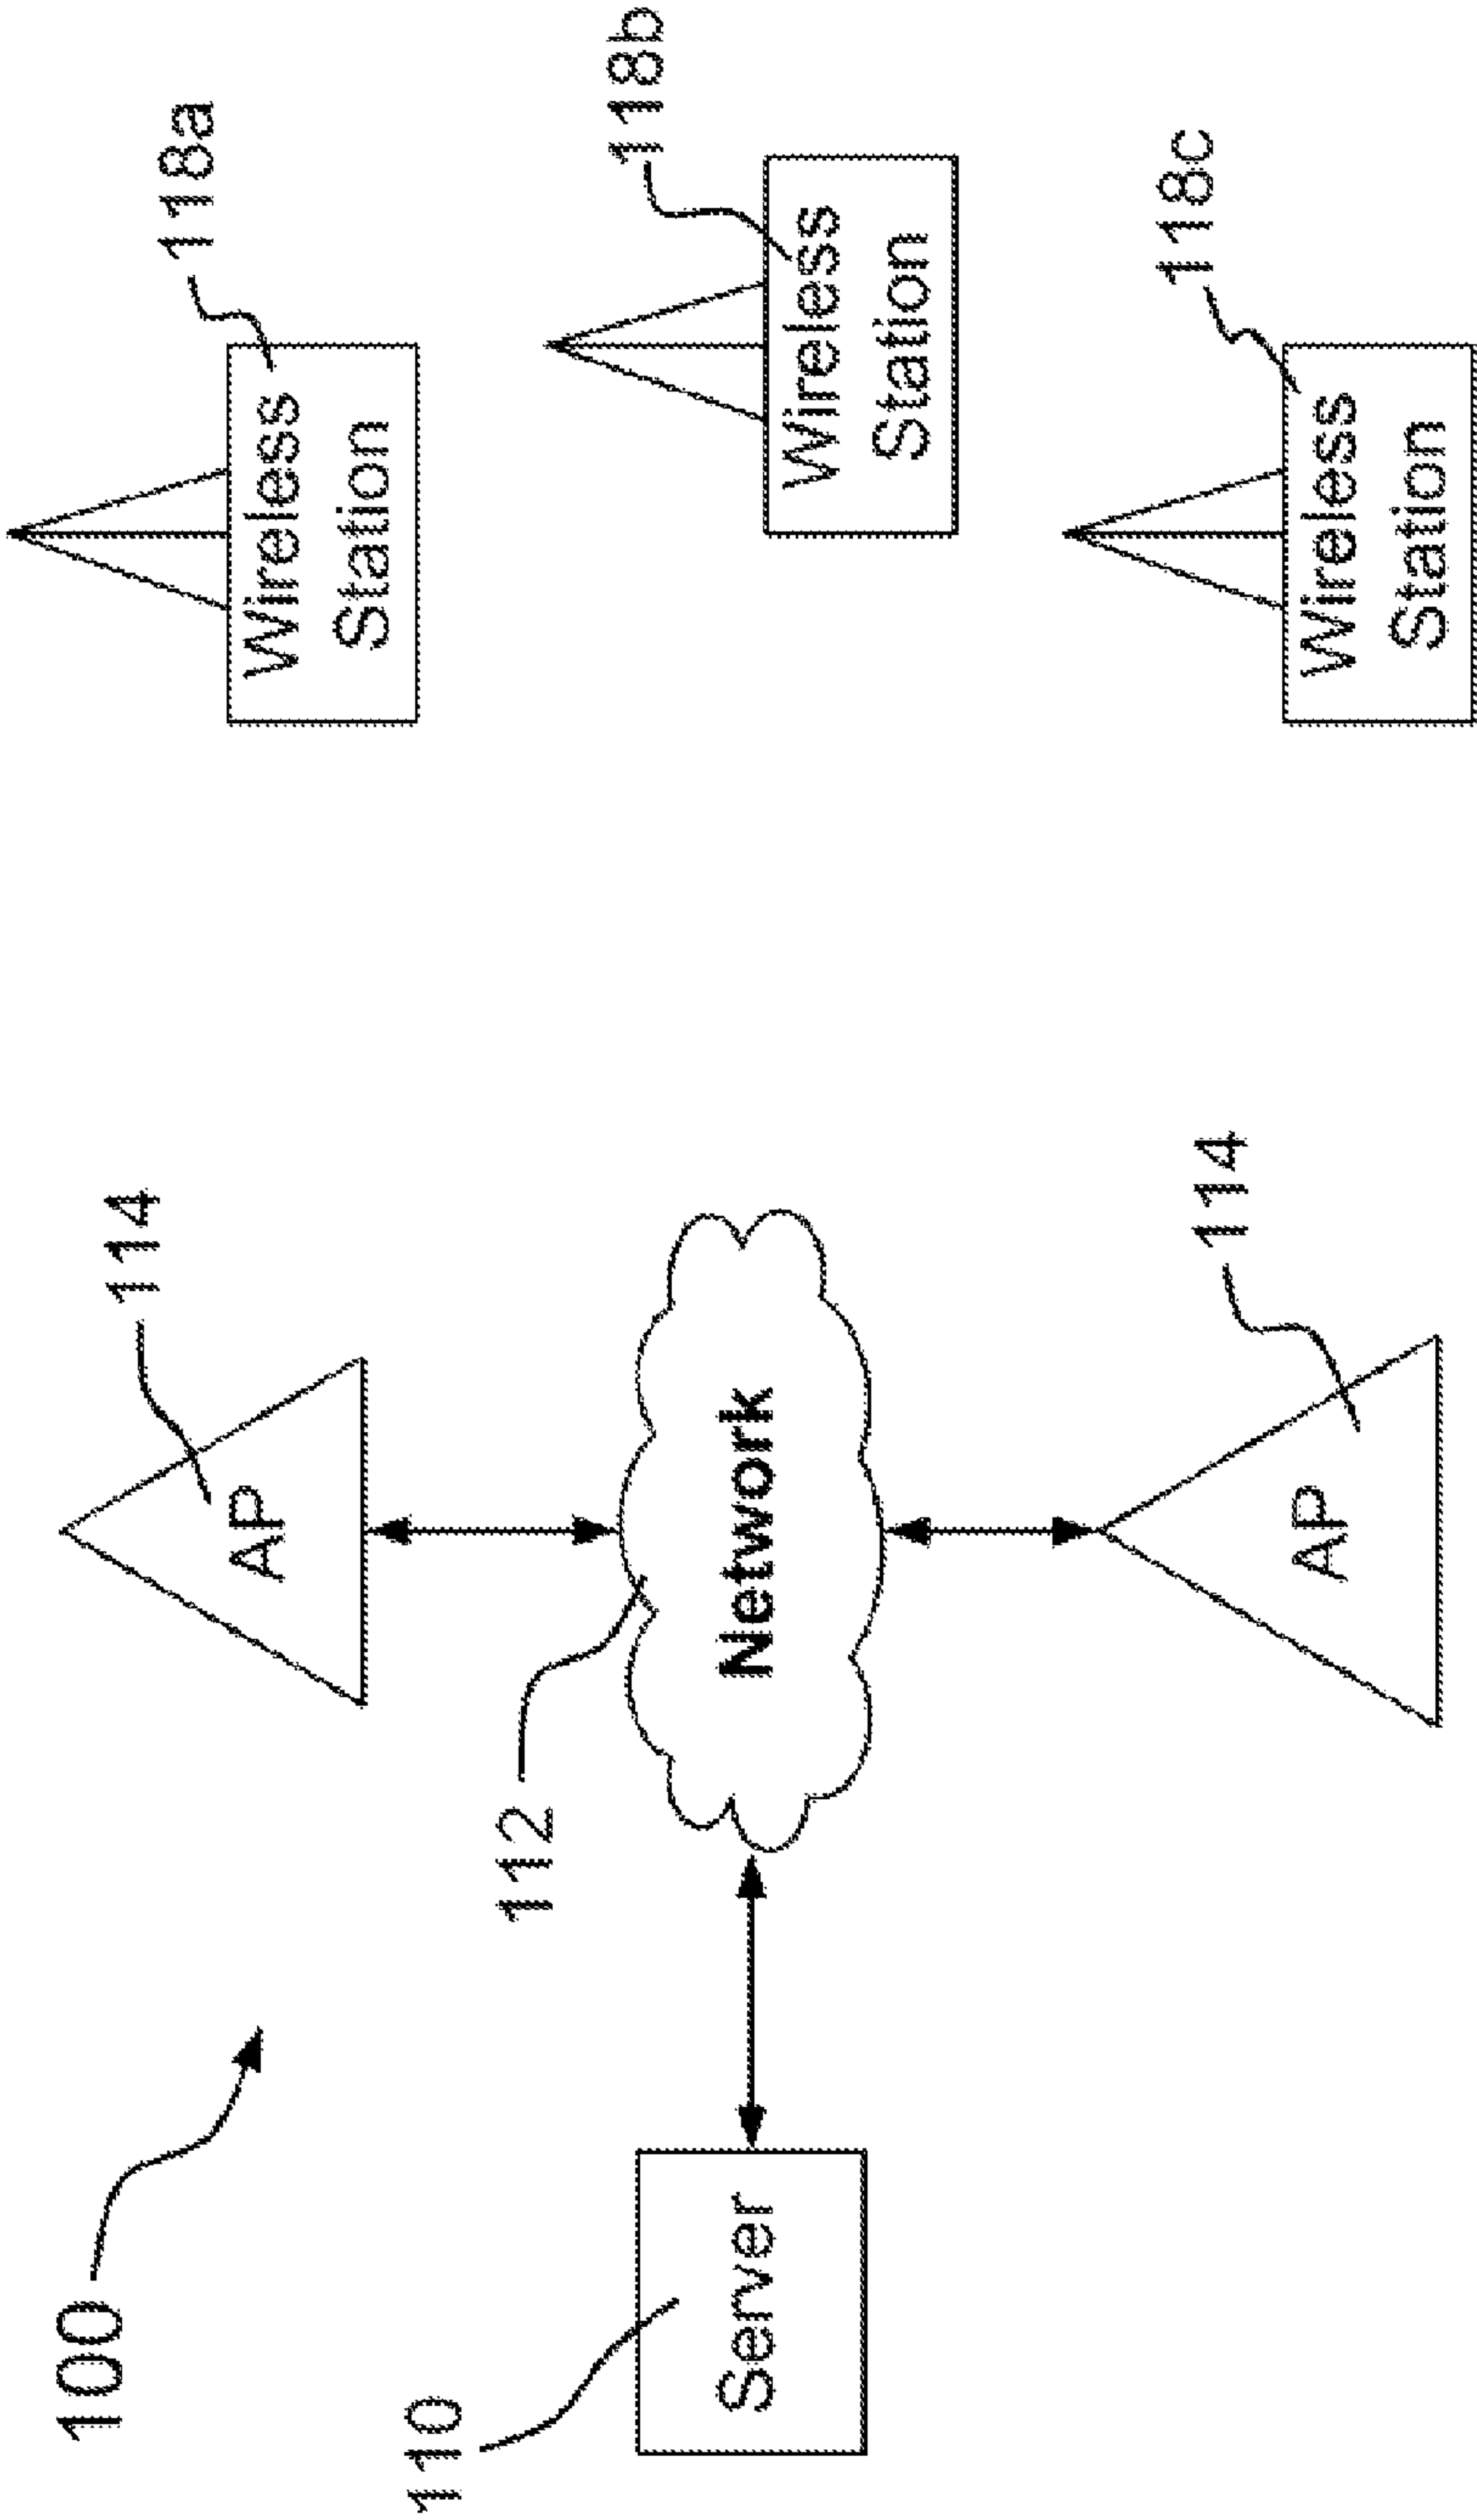 100
114
118a
AP
Wireless
Station
110
112
118b
Server
Network
Wireless
Station
114
118c
AP
Wireless
Station